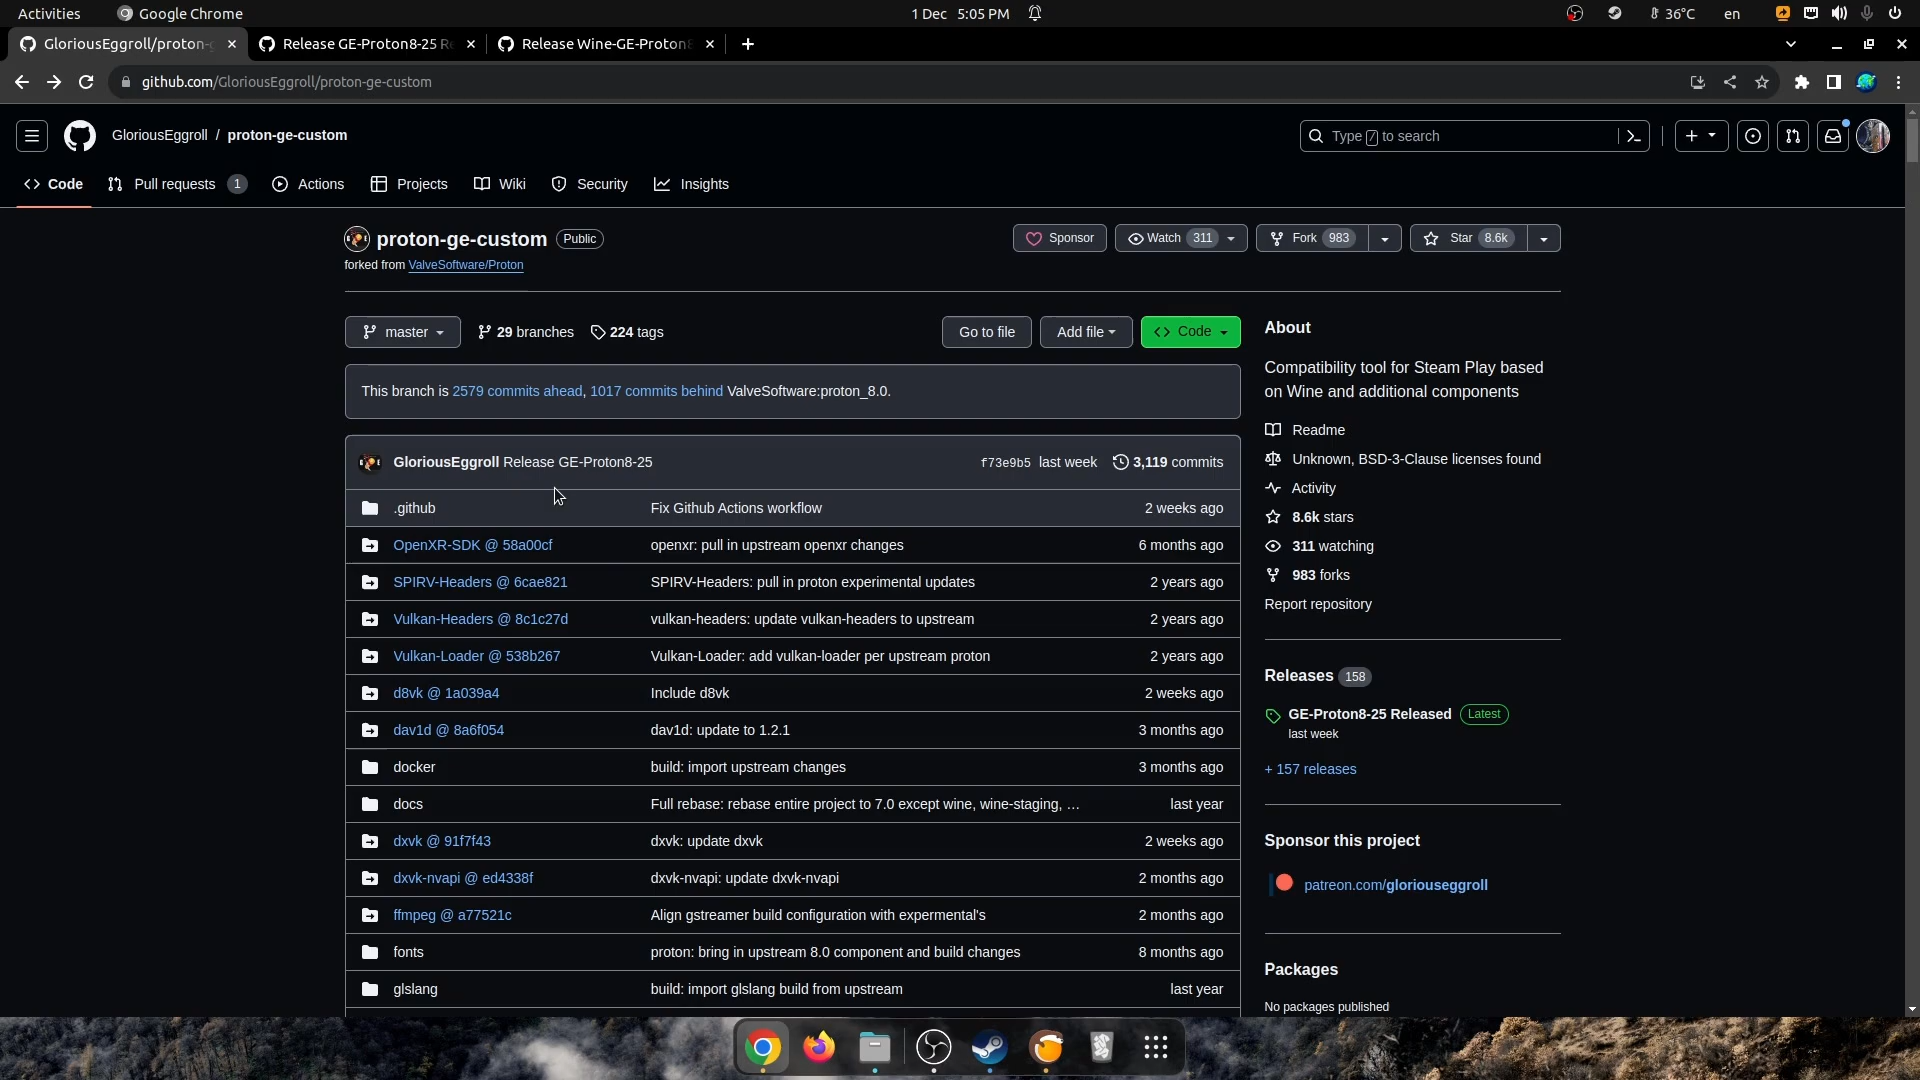 Activities Google Chrome 1 Dec 5:05 PM 36°C en
GloriousEggroll/proton-g Release GE-Proton8-25 Re Release Wine-GE-Proton8
github.com/GloriousEggroll/proton-ge-custom
GloriousEggroll / proton-ge-custom Type / to search
Code Pull requests 1 Actions Projects Wiki Security Insights
proton-ge-custom Public Sponsor Watch 311 Fork 983 Star 8.6k
forked from ValveSoftware/Proton
master 29 branches 224 tags Go to file Add file Code
This branch is 2579 commits ahead, 1017 commits behind ValveSoftware:proton_8.0.
GloriousEggroll Release GE-Proton8-25 f73e9b5 last week 3,119 commits
.github Fix Github Actions workflow 2 weeks ago
OpenXR-SDK @ 58a00cf openxr: pull in upstream openxr changes 6 months ago
SPIRV-Headers @ 6cae821 SPIRV-Headers: pull in proton experimental updates 2 years ago
Vulkan-Headers @ 8c1c27d vulkan-headers: update vulkan-headers to upstream 2 years ago
Vulkan-Loader @ 538b267 Vulkan-Loader: add vulkan-loader per upstream proton 2 years ago
d8vk @ 1a039a4 Include d8vk 2 weeks ago
dav1d @ 8a6f054 dav1d: update to 1.2.1 3 months ago
docker build: import upstream changes 3 months ago
docs Full rebase: rebase entire project to 7.0 except wine, wine-staging, … last year
dxvk @ 91f7f43 dxvk: update dxvk 2 weeks ago
dxvk-nvapi @ ed4338f dxvk-nvapi: update dxvk-nvapi 2 months ago
ffmpeg @ a77521c Align gstreamer build configuration with expermental's 2 months ago
fonts proton: bring in upstream 8.0 component and build changes 8 months ago
glslang build: import glslang build from upstream last year
About
Compatibility tool for Steam Play based
on Wine and additional components
Readme
Unknown, BSD-3-Clause licenses found
Activity
8.6k stars
311 watching
983 forks
Report repository
Releases 158
GE-Proton8-25 Released Latest
last week
+ 157 releases
Sponsor this project
patreon.com/gloriouseggroll
Packages
No packages published